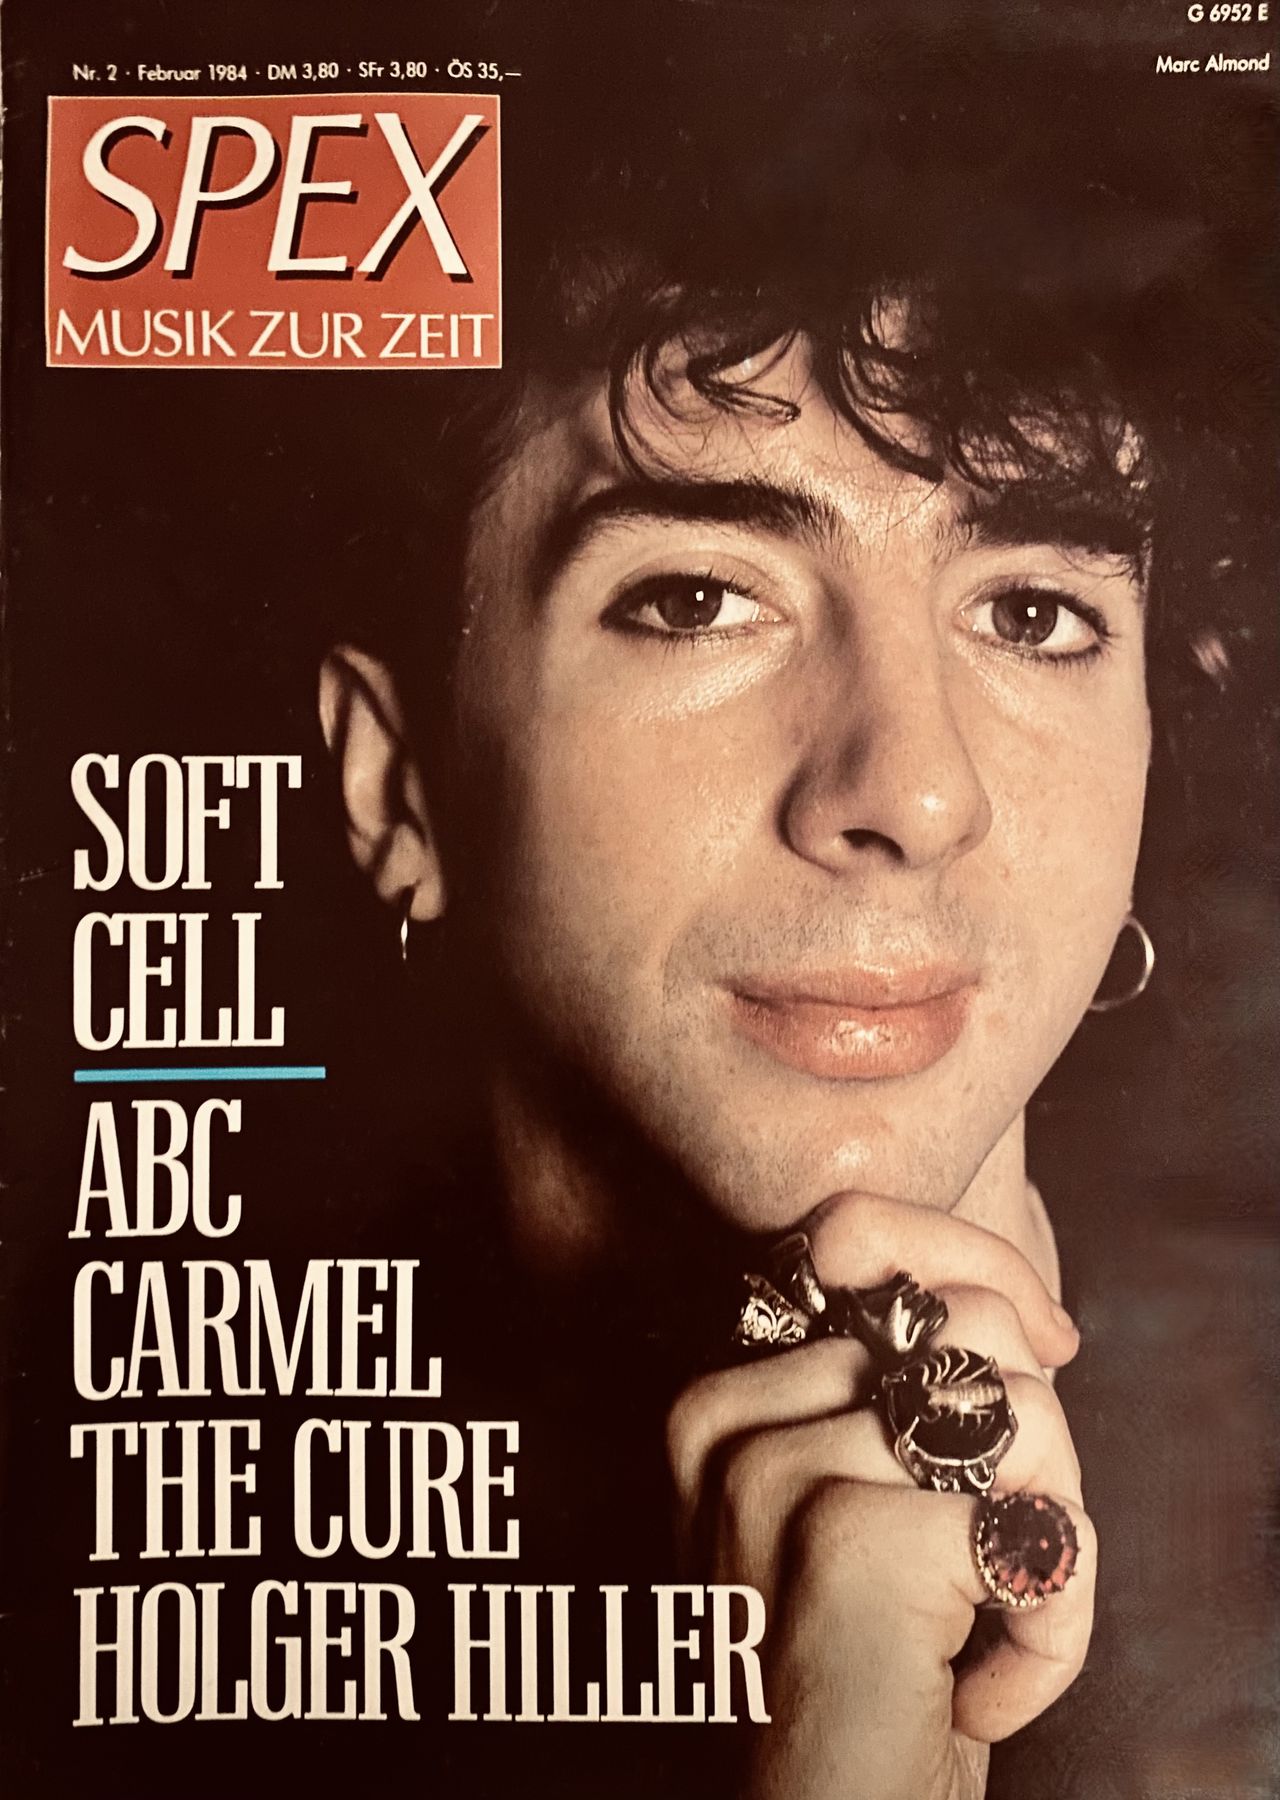 G 6952 E
Nr. 2 · Februar 1984 · DM 3,80 · SFr 3,80 · ÖS 35,—
Marc Almond
SPEX
MUSIK ZUR ZEIT
SOFT
CELL
ABC
CARMEL
THE CURE
HOLGER HILLER